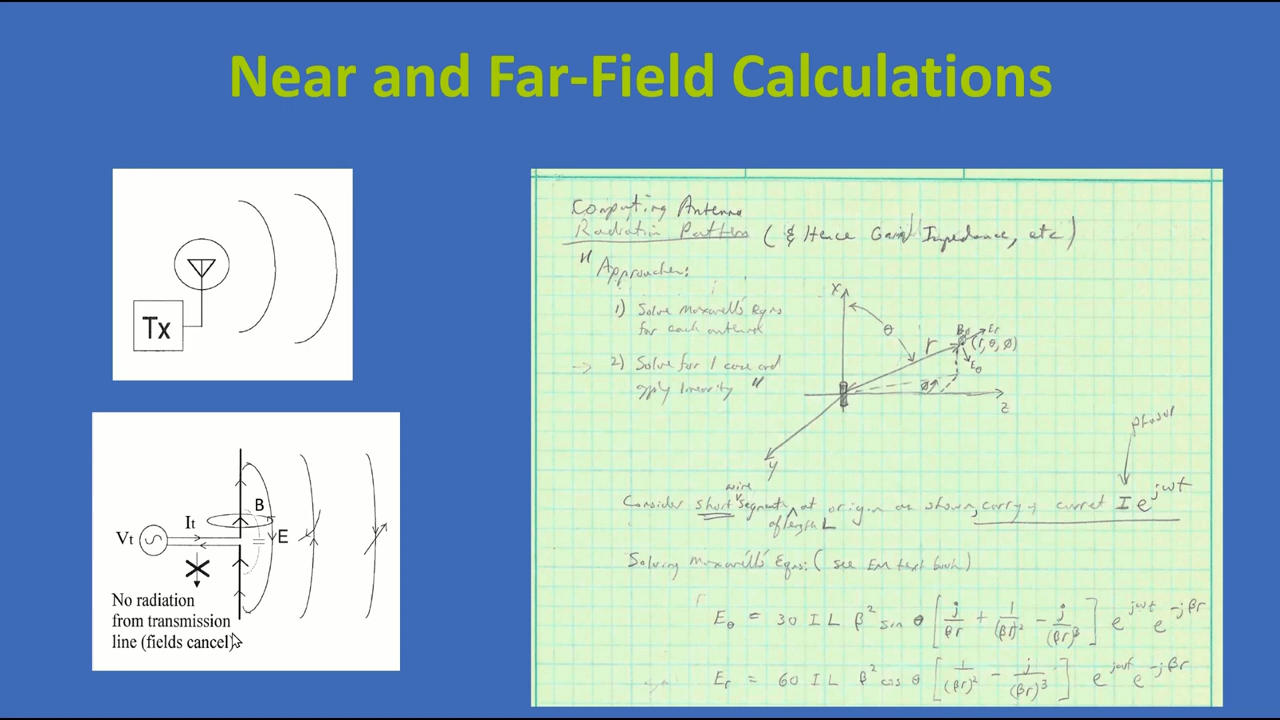 Near and Far-Field Calculations
Tx
B
It
Vt
E
No radiation
from transmission
line (fields cancel)
Computing Antenna
Radiation Pattern (& Hence Gain, Impedance, etc)
Approaches:
1) Solve Maxwell's Eqns
for each antenna
→ 2) Solve for 1 case and
apply linearity
x
θ
r
Er
(r, θ, ø)
Eθ
ø
z
y
phasor
wire
Consider short segment at origin as shown, carrying current I e^jωt
of length L
Solving Maxwell's Eqns: (see EM text book)
Eθ = 30 I L β² sin θ [ j/βr + 1/(βr)² − j/(βr)³ ] e^jωt e^−jβr
Er = 60 I L β² cos θ [ 1/(βr)² − j/(βr)³ ] e^jωt e^−jβr